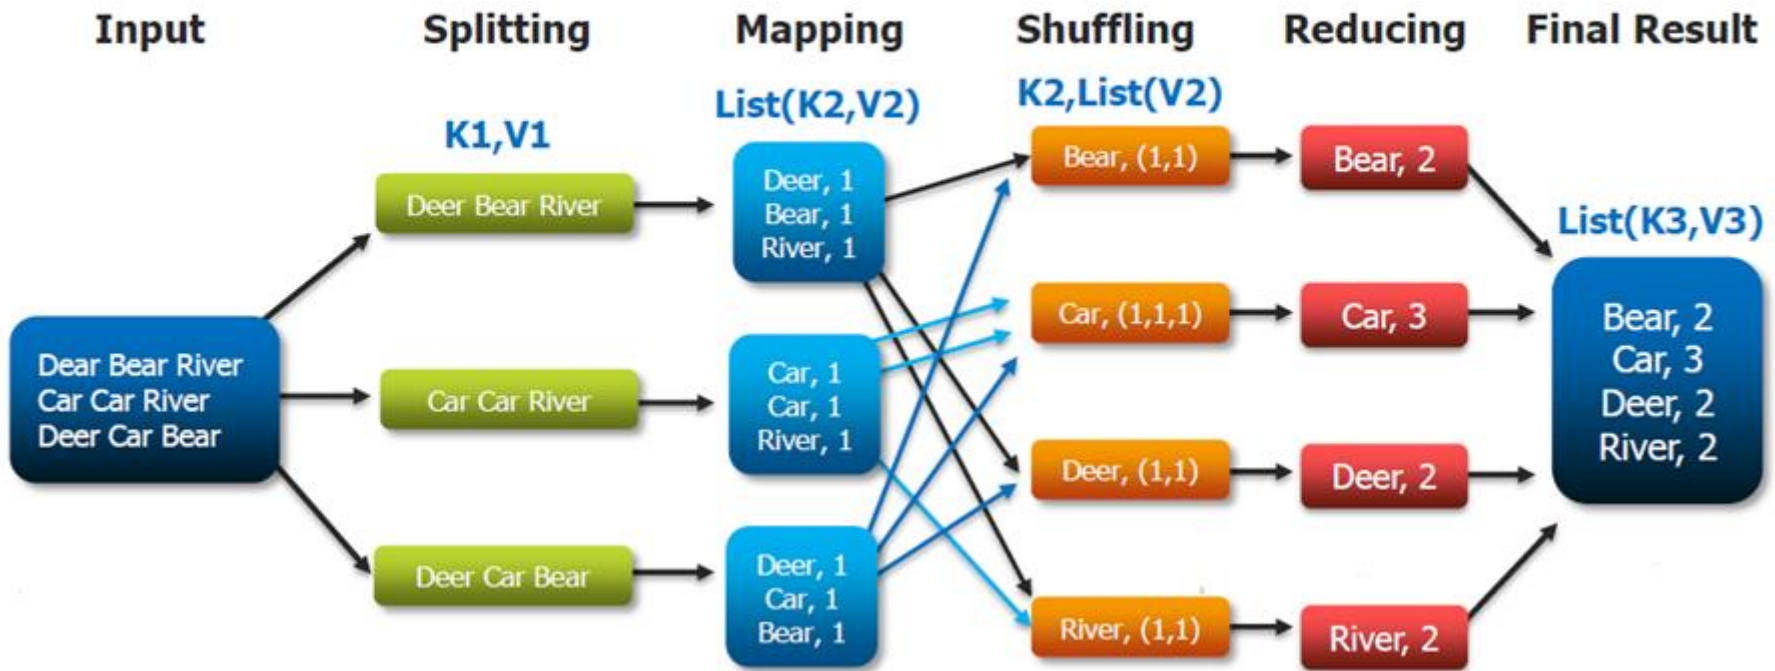 Input
Splitting
Mapping
Shuffling
Reducing
Final Result
K1,V1
List(K2,V2)
K2,List(V2)
List(K3,V3)
Dear Bear River
Car Car River
Deer Car Bear
Deer Bear River
Car Car River
Deer Car Bear
Deer, 1
Bear, 1
River, 1
Car, 1
Car, 1
River, 1
Deer, 1
Car, 1
Bear, 1
Bear, (1,1)
Car, (1,1,1)
Deer, (1,1)
River, (1,1)
Bear, 2
Car, 3
Deer, 2
River, 2
Bear, 2
Car, 3
Deer, 2
River, 2